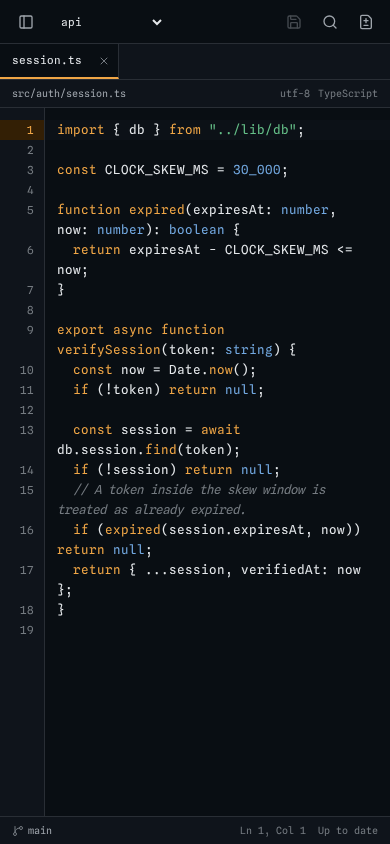 api
session.ts
src/auth/session.ts utf-8 TypeScript
1 import { db } from "../lib/db";
2
3 const CLOCK_SKEW_MS = 30_000;
4
5 function expired(expiresAt: number,
now: number): boolean {
6 return expiresAt - CLOCK_SKEW_MS <=
now;
7 }
8
9 export async function
verifySession(token: string) {
10 const now = Date.now();
11 if (!token) return null;
12
13 const session = await
db.session.find(token);
14 if (!session) return null;
15 // A token inside the skew window is
treated as already expired.
16 if (expired(session.expiresAt, now))
return null;
17 return { ...session, verifiedAt: now
};
18 }
19
main Ln 1, Col 1 Up to date